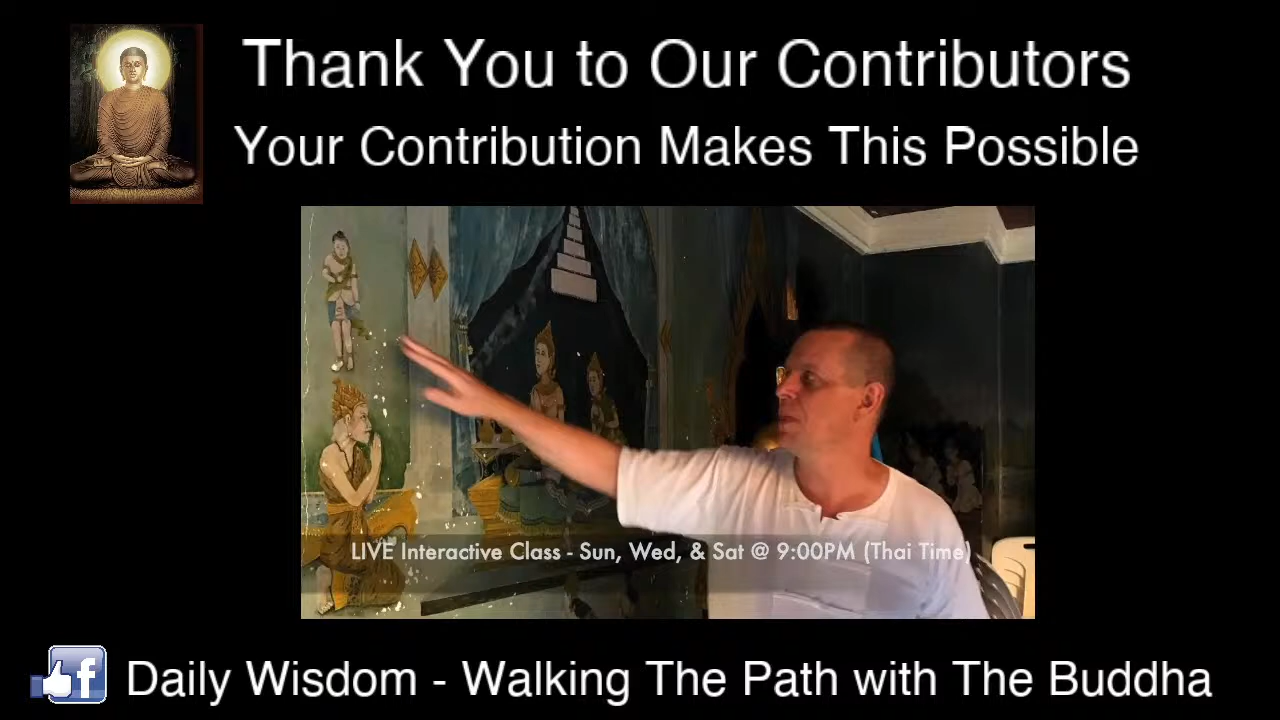 Thank You to Our Contributors
Your Contribution Makes This Possible
LIVE Interactive Class - Sun, Wed, & Sat @ 9:00PM (Thai Time)
f Daily Wisdom - Walking The Path with The Buddha